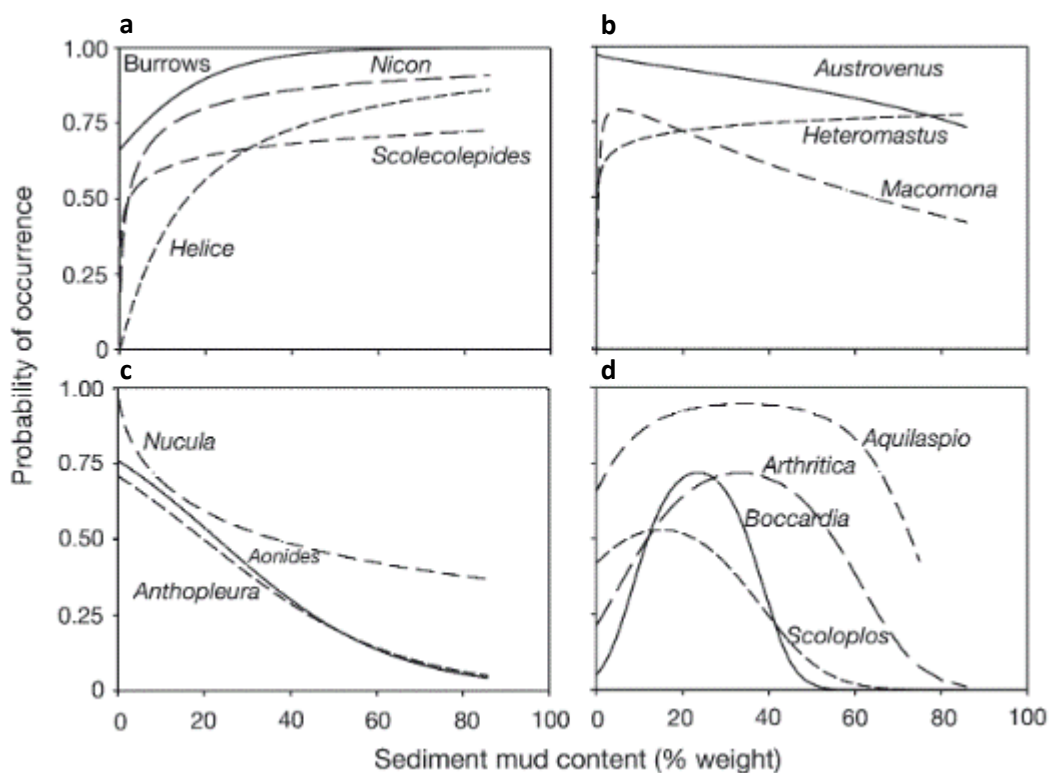 a
b
1.00
0.75
0.50
0.25
0
Burrows
Nicon
Scolecolepides
Helice
Austrovenus
Heteromastus
Macomona
c
d
1.00
0.75
0.50
0.25
0
Nucula
Aonides
Anthopleura
Aquilaspio
Arthritica
Boccardia
Scoloplos
0 20 40 60 80 100
0 20 40 60 80 100
Probability of occurrence
Sediment mud content (% weight)